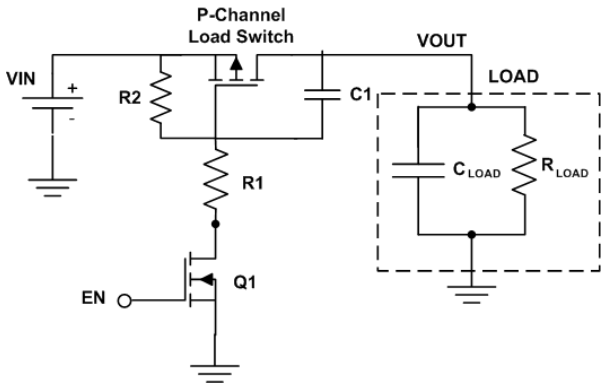 P-Channel
Load Switch
VOUT
LOAD
VIN
+
-
R2
C1
R1
CLOAD
RLOAD
Q1
EN